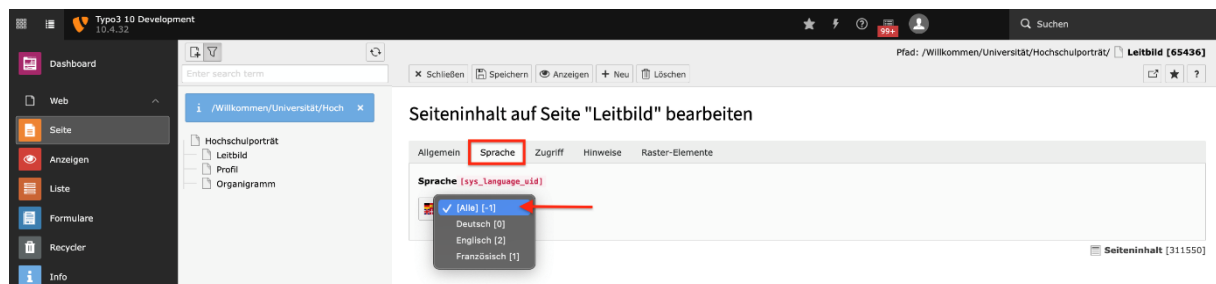 Typo3 10 Development
10.4.32
99+
Suchen
Dashboard
Web
Seite
Anzeigen
Liste
Formulare
Recycler
Info
Enter search term
i /Willkommen/Universität/Hoch ×
Hochschulporträt
Leitbild
Profil
Organigramm
Pfad: /Willkommen/Universität/Hochschulporträt/ Leitbild [65436]
× Schließen Speichern Anzeigen + Neu Löschen
?
Seiteninhalt auf Seite "Leitbild" bearbeiten
Allgemein Sprache Zugriff Hinweise Raster-Elemente
Sprache [sys_language_uid]
✓ [Alle] [-1]
Deutsch [0]
Englisch [2]
Französisch [1]
Seiteninhalt [311550]